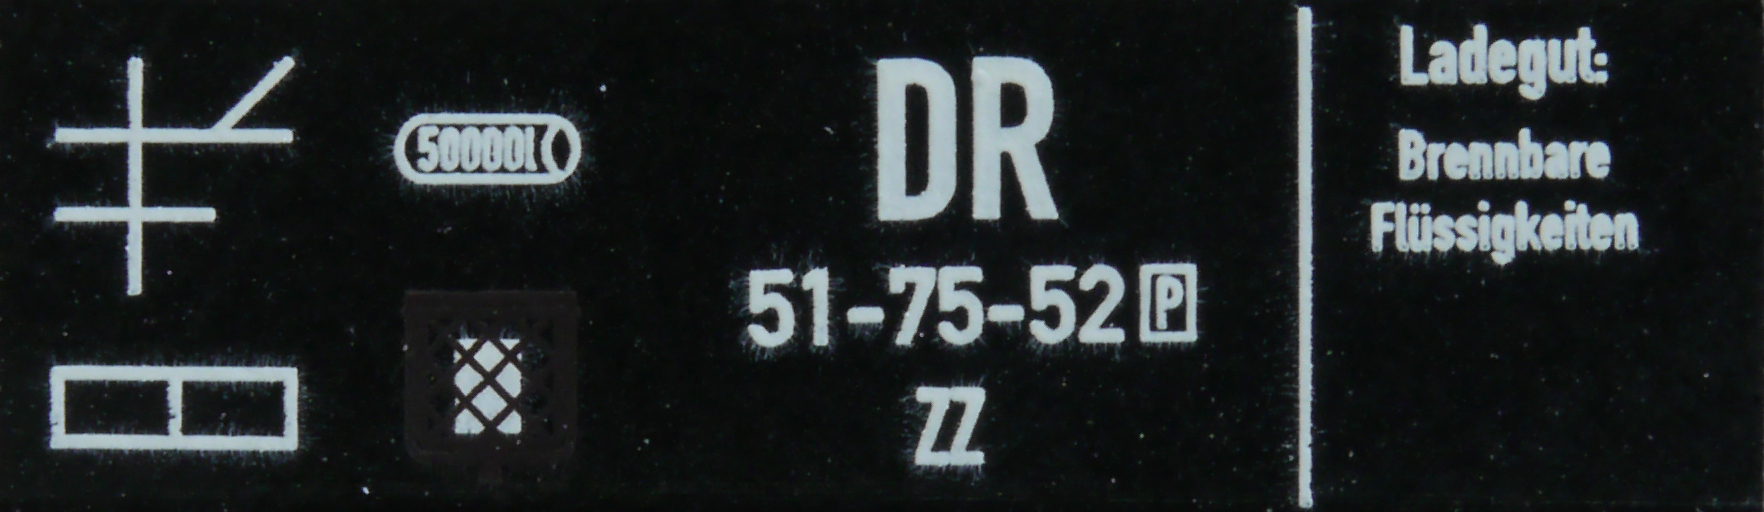 50000l
DR
51-75-52 P
ZZ
Ladegut:
Brennbare
Flüssigkeiten